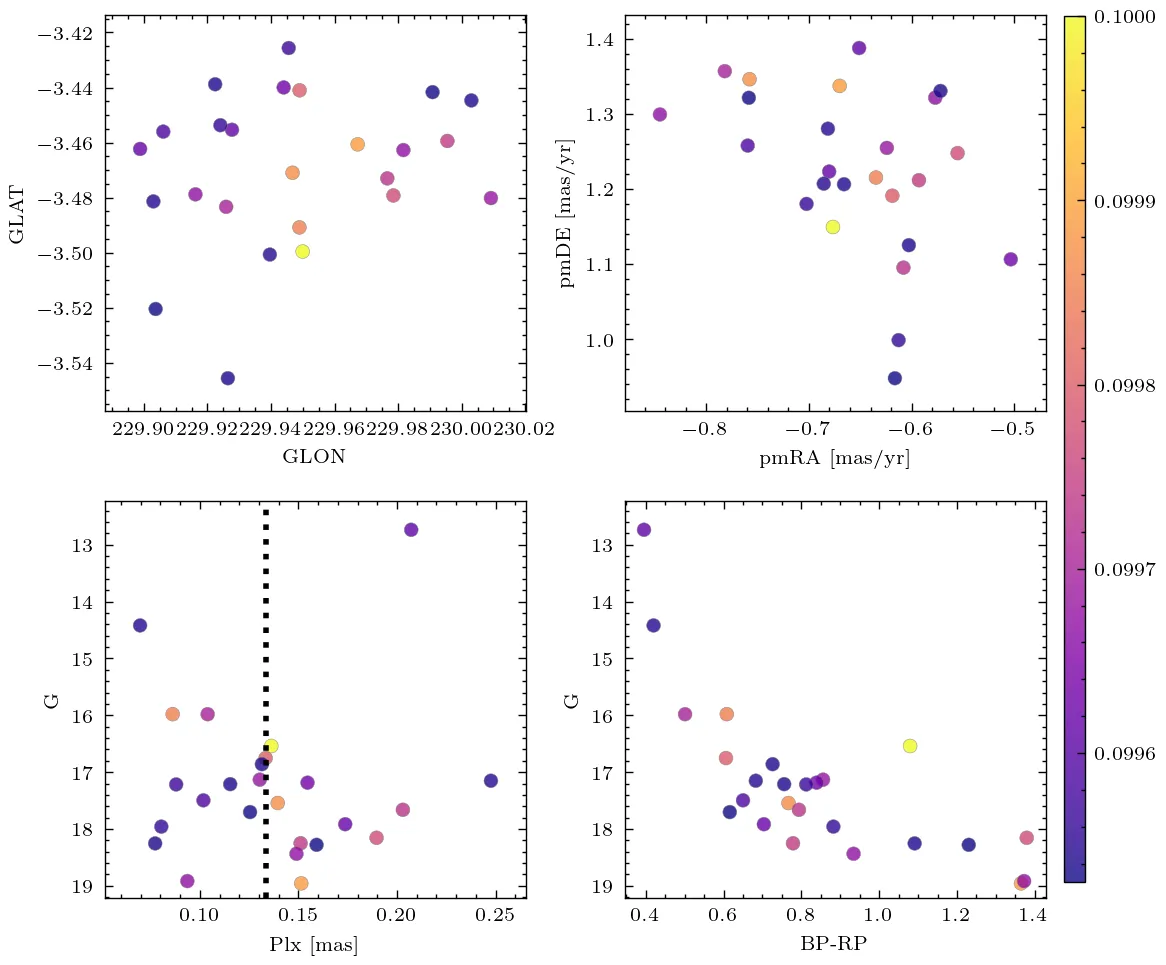 −3.42
−3.44
−3.46
−3.48
−3.50
−3.52
−3.54
GLAT
229.90 229.92 229.94 229.96 229.98 230.00 230.02
GLON
1.4
1.3
1.2
1.1
1.0
pmDE [mas/yr]
−0.8 −0.7 −0.6 −0.5
pmRA [mas/yr]
0.1000
0.0999
0.0998
0.0997
0.0996
13
14
15
16
17
18
19
G
0.10 0.15 0.20 0.25
Plx [mas]
13
14
15
16
17
18
19
G
0.4 0.6 0.8 1.0 1.2 1.4
BP-RP